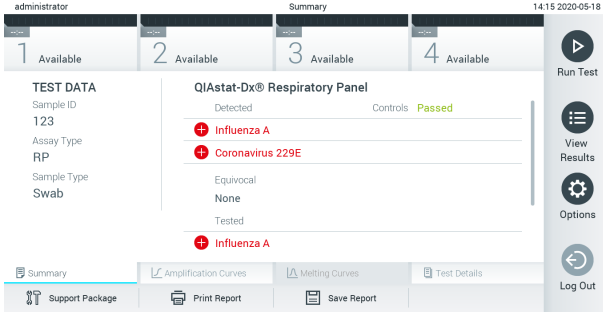 administrator Summary 14:15 2020-05-18
--:-- --:-- --:-- --:--
1 Available 2 Available 3 Available 4 Available
Run Test
TEST DATA
Sample ID
123
Assay Type
RP
Sample Type
Swab
QIAstat-Dx® Respiratory Panel
Detected Controls Passed
Influenza A
Coronavirus 229E
Equivocal
None
Tested
Influenza A
View
Results
Options
Log Out
Summary Amplification Curves Melting Curves Test Details
Support Package Print Report Save Report